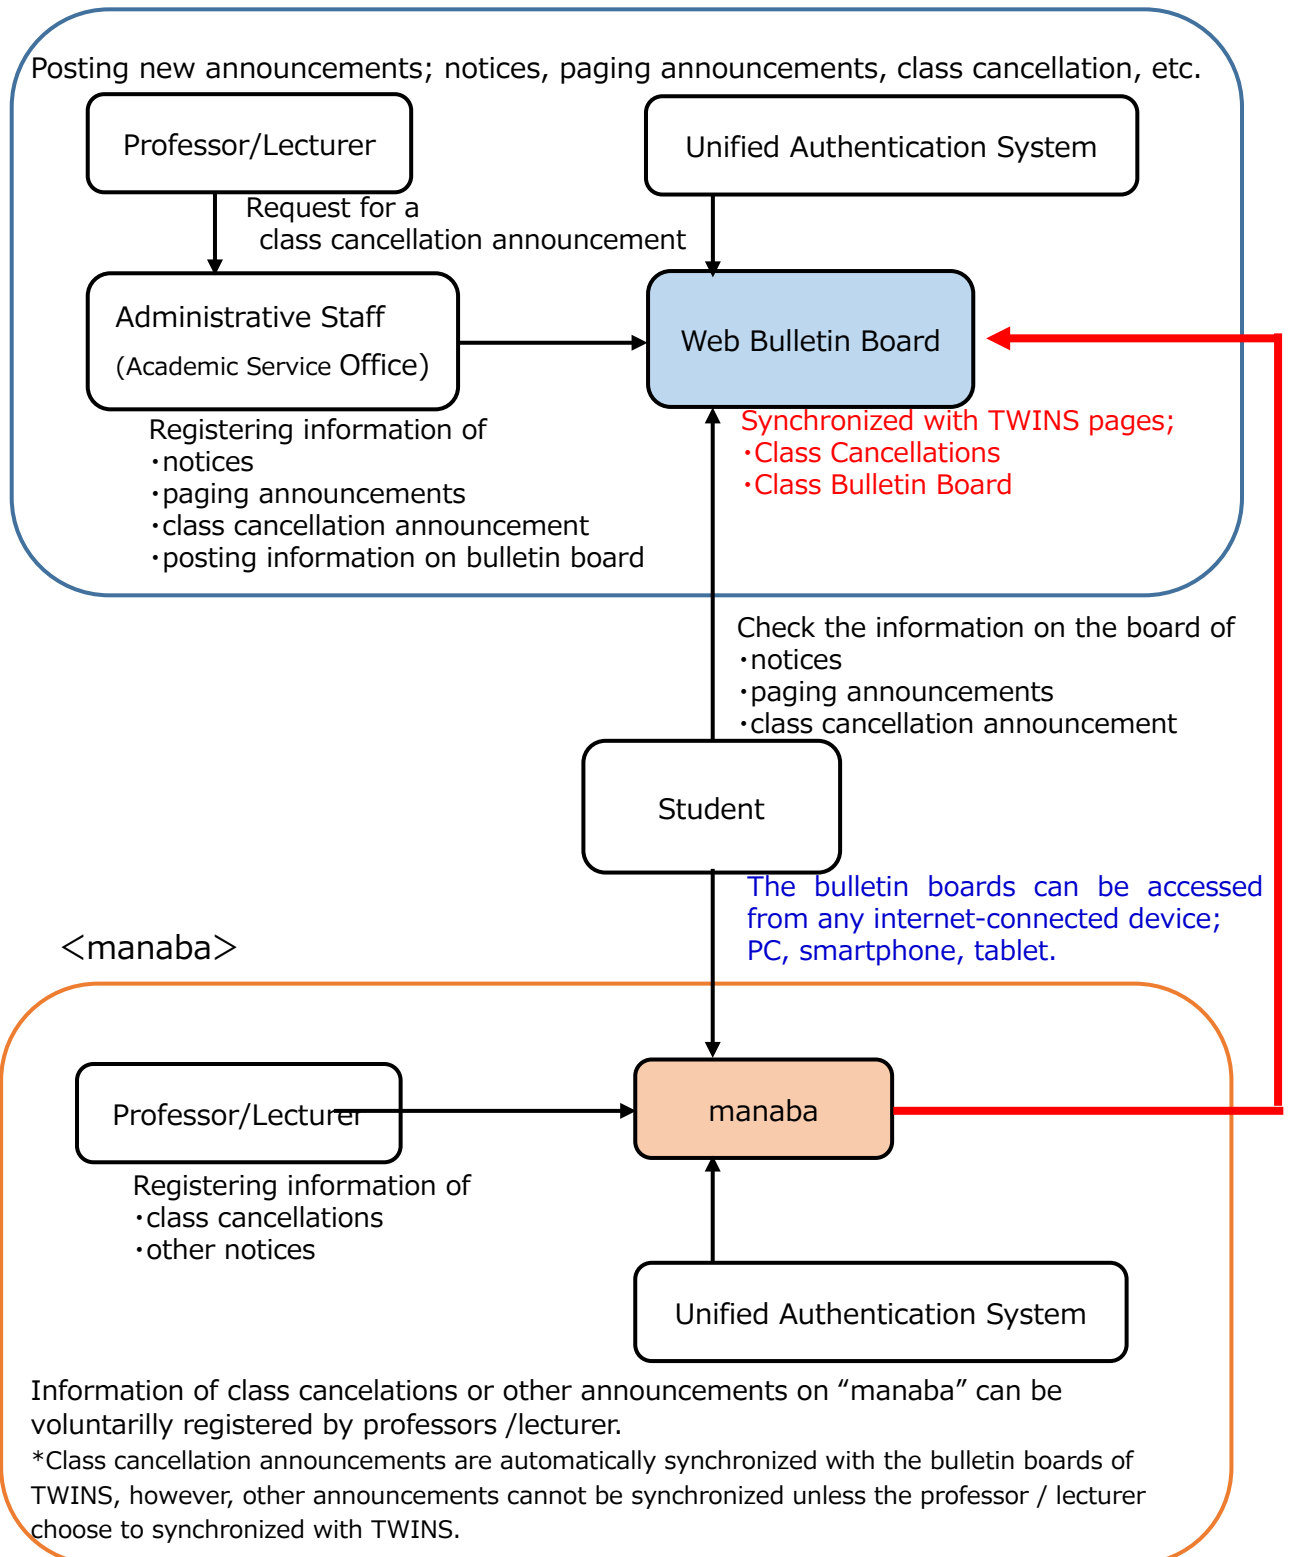 Posting new announcements; notices, paging announcements, class cancellation, etc.
Professor/Lecturer
Unified Authentication System
Request for a
class cancellation announcement
Administrative Staff
(Academic Service Office)
Web Bulletin Board
Registering information of
・notices
・paging announcements
・class cancellation announcement
・posting information on bulletin board
Synchronized with TWINS pages;
・Class Cancellations
・Class Bulletin Board
Check the information on the board of
・notices
・paging announcements
・class cancellation announcement
Student
The bulletin boards can be accessed
from any internet-connected device;
PC, smartphone, tablet.
<manaba>
Professor/Lecturer
manaba
Registering information of
・class cancellations
・other notices
Unified Authentication System
Information of class cancelations or other announcements on “manaba” can be
voluntarilly registered by professors /lecturer.
*Class cancellation announcements are automatically synchronized with the bulletin boards of
TWINS, however, other announcements cannot be synchronized unless the professor / lecturer
choose to synchronized with TWINS.